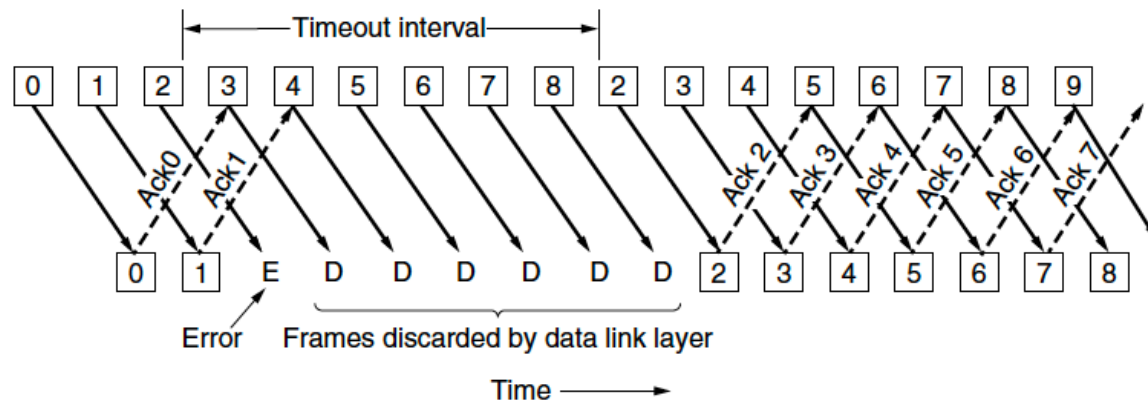 Timeout interval
0 1 2 3 4 5 6 7 8 2 3 4 5 6 7 8 9
Ack0 Ack1 Ack 2 Ack 3 Ack 4 Ack 5 Ack 6 Ack 7
0 1 E D D D D D D 2 3 4 5 6 7 8
Error Frames discarded by data link layer
Time